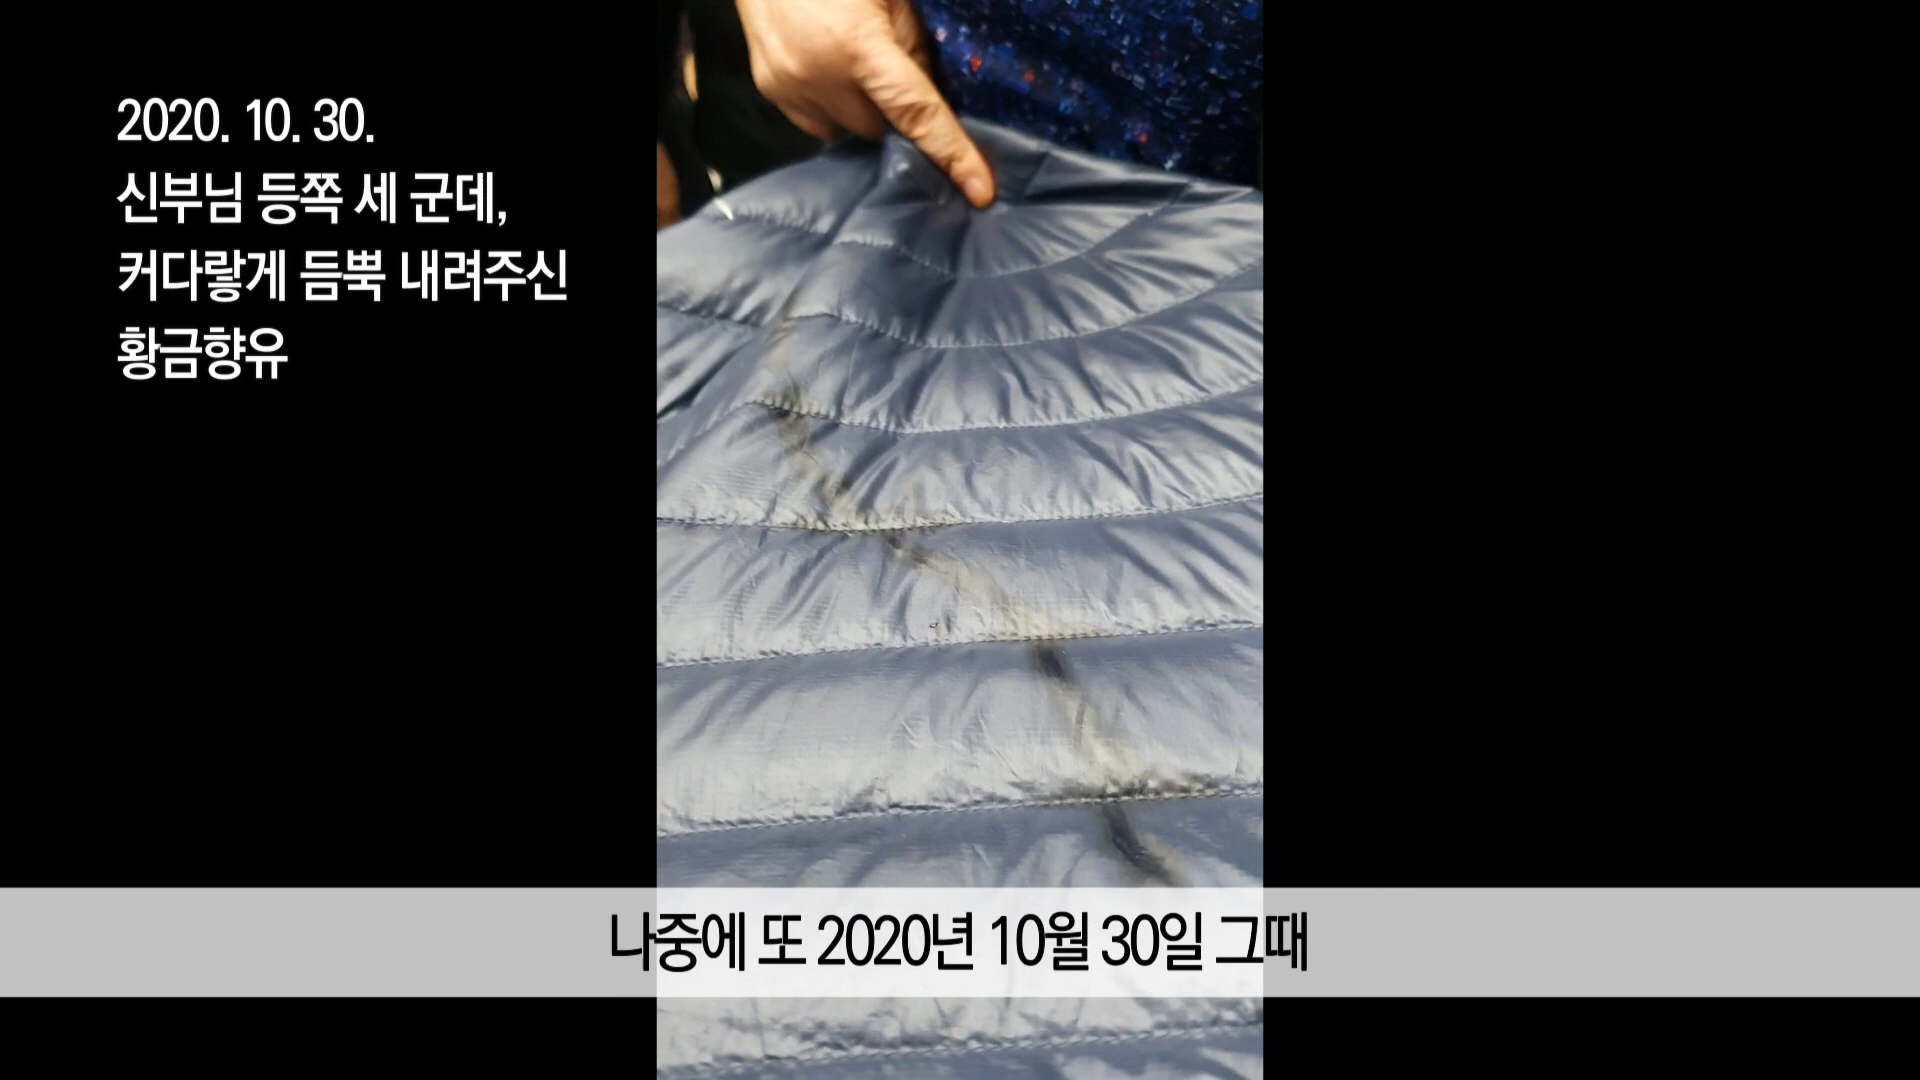 2020. 10. 30.
신부님 등쪽 세 군데,
커다랗게 듬뿍 내려주신
황금향유
나중에 또 2020년 10월 30일 그때